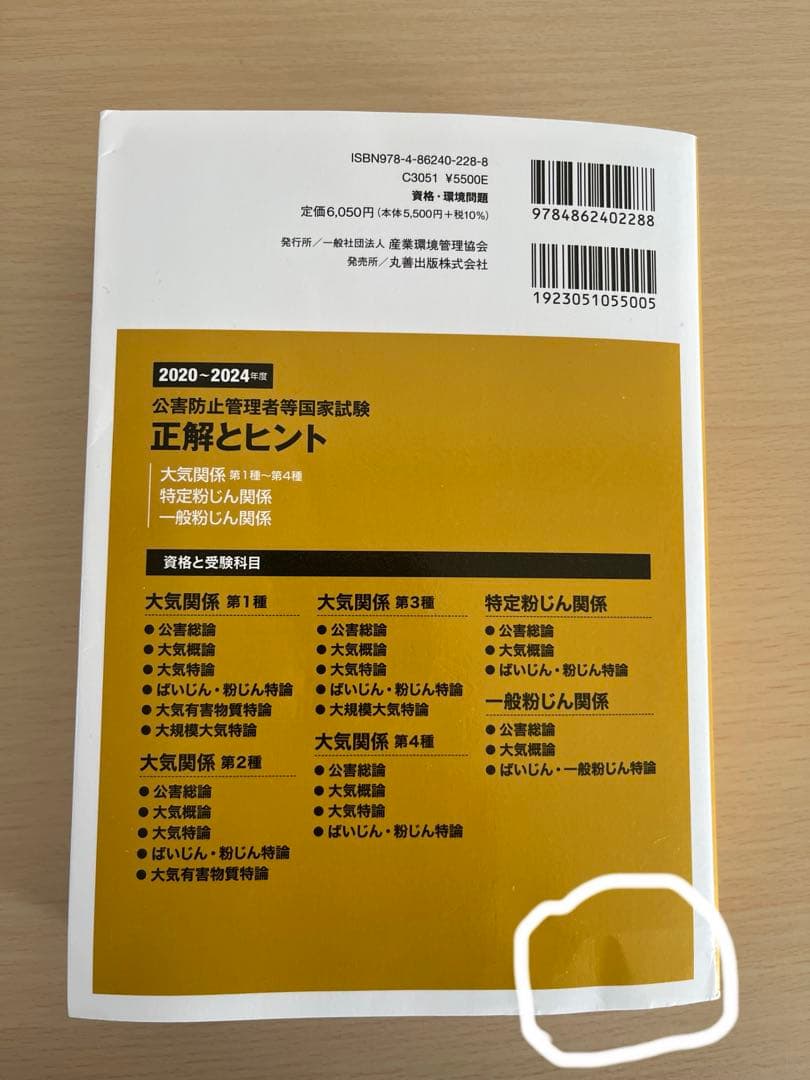 ISBN978-4-86240-228-8
C3051 ¥5500E
資格・環境問題
定価6,050円(本体5,500円+税10%)
発行所/一般社団法人 産業環境管理協会
発売所/丸善出版株式会社
9784862402288
1923051055005
2020〜2024年度
公害防止管理者等国家試験
正解とヒント
大気関係 第1種〜第4種
特定粉じん関係
一般粉じん関係
資格と受験科目
大気関係 第1種
●公害総論
●大気概論
●大気特論
●ばいじん・粉じん特論
●大気有害物質特論
●大規模大気特論
大気関係 第2種
●公害総論
●大気概論
●大気特論
●ばいじん・粉じん特論
●大気有害物質特論
大気関係 第3種
●公害総論
●大気概論
●大気特論
●ばいじん・粉じん特論
●大規模大気特論
大気関係 第4種
●公害総論
●大気概論
●大気特論
●ばいじん・粉じん特論
特定粉じん関係
●公害総論
●大気概論
●ばいじん・粉じん特論
一般粉じん関係
●公害総論
●大気概論
●ばいじん・一般粉じん特論